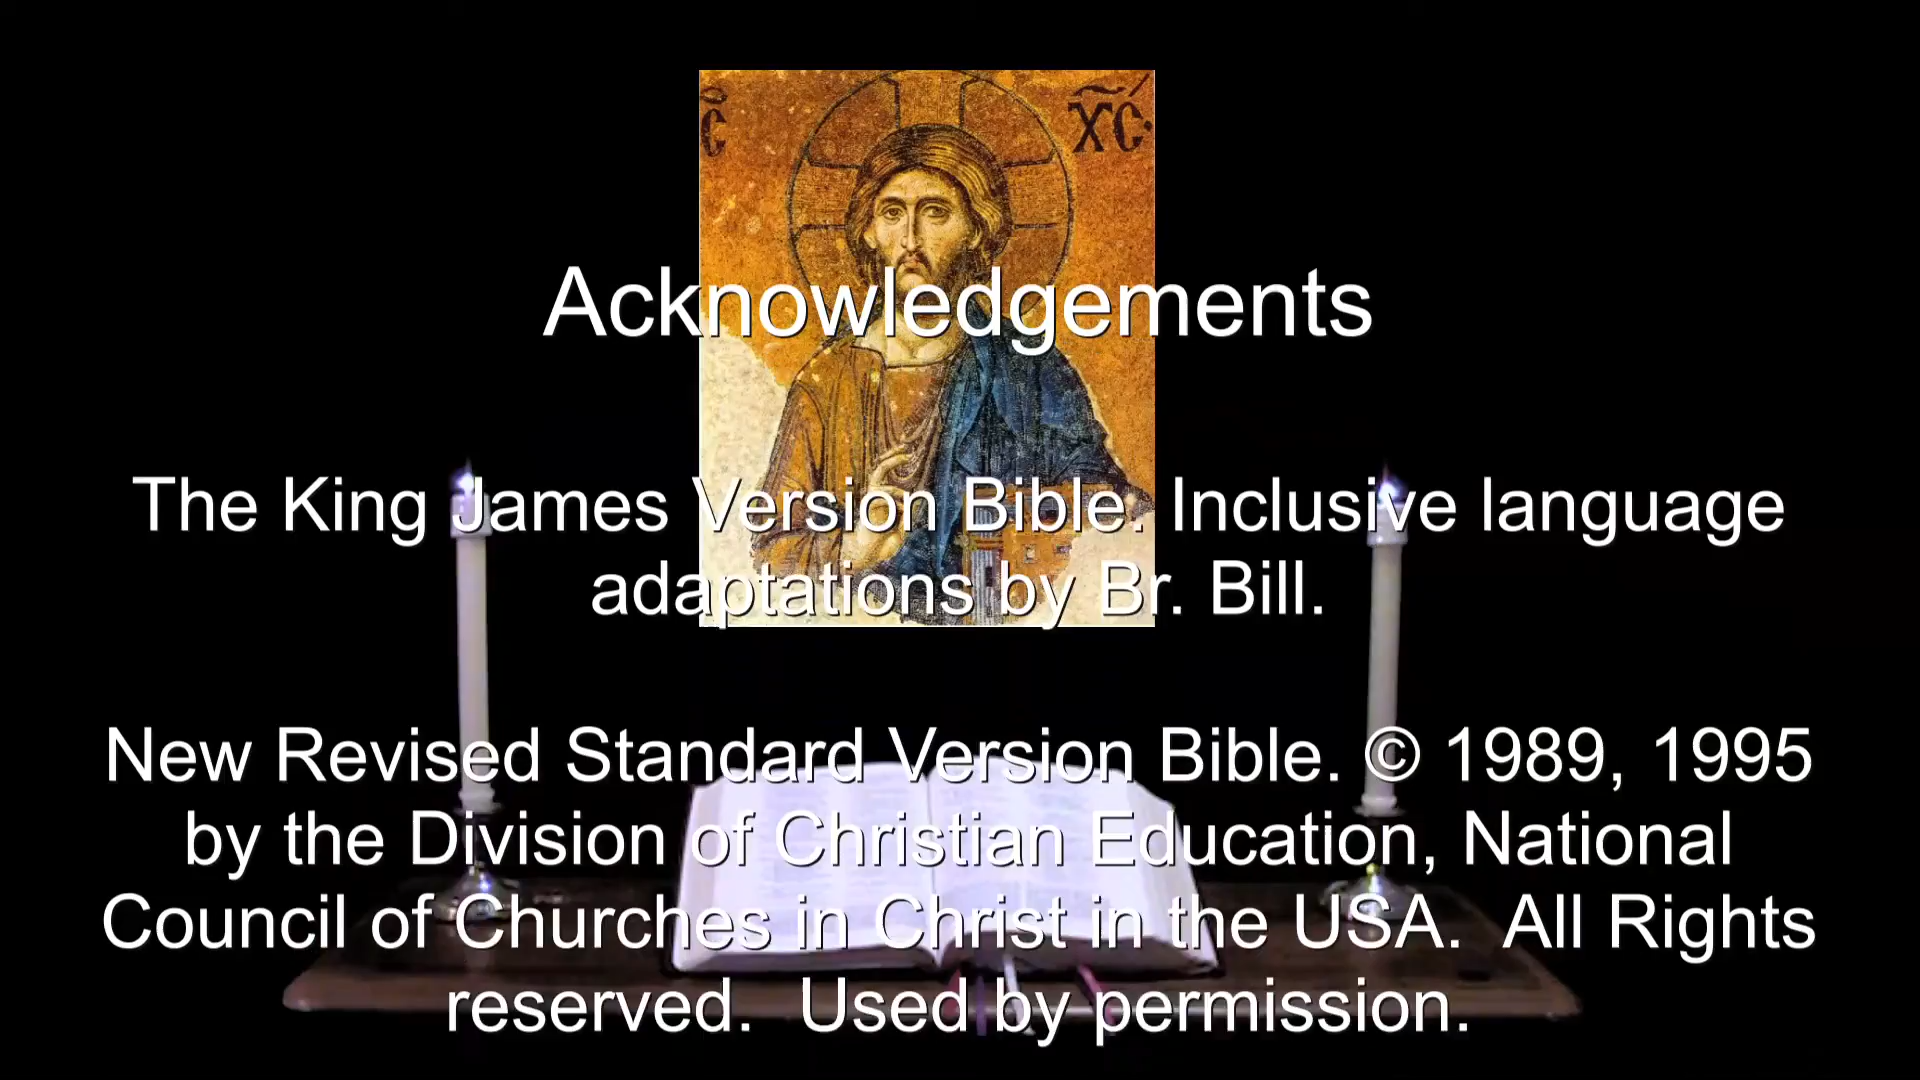 C
XC
Acknowledgements
The King James Version Bible. Inclusive language
adaptations by Br. Bill.
New Revised Standard Version Bible. © 1989, 1995
by the Division of Christian Education, National
Council of Churches in Christ in the USA.  All Rights
reserved.  Used by permission.